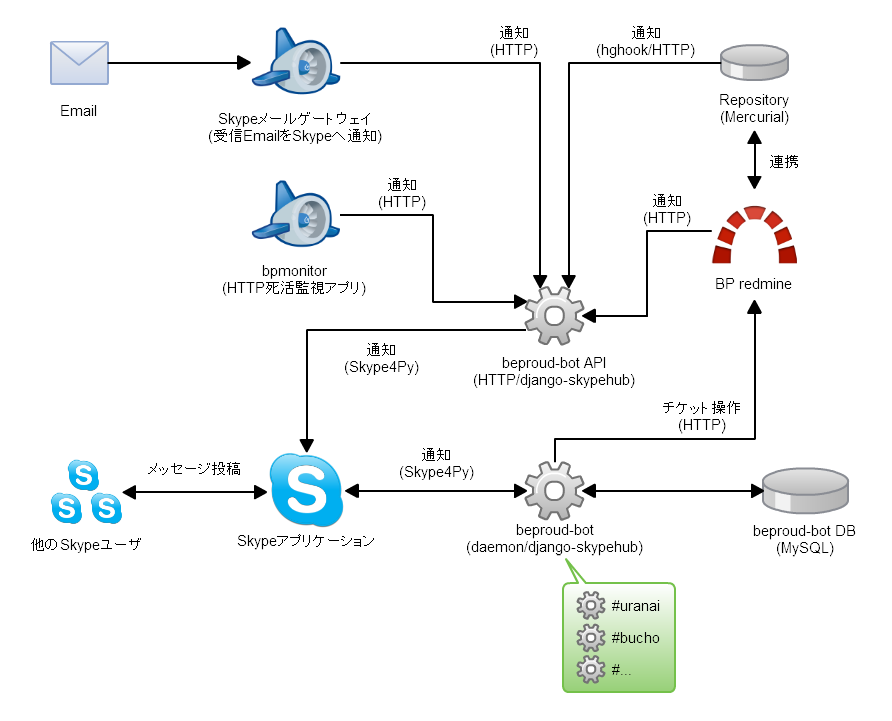 通知
(HTTP)
通知
(hghook/HTTP)
Email
Skypeメールゲートウェイ
(受信EmailをSkypeへ通知)
Repository
(Mercurial)
連携
通知
(HTTP)
通知
(HTTP)
bpmonitor
(HTTP死活監視アプリ)
BP redmine
通知
(Skype4Py)
beproud-bot API
(HTTP/django-skypehub)
チケット操作
(HTTP)
メッセージ投稿
通知
(Skype4Py)
他のSkypeユーザ
Skypeアプリケーション
beproud-bot
(daemon/django-skypehub)
beproud-bot DB
(MySQL)
#uranai
#bucho
#...